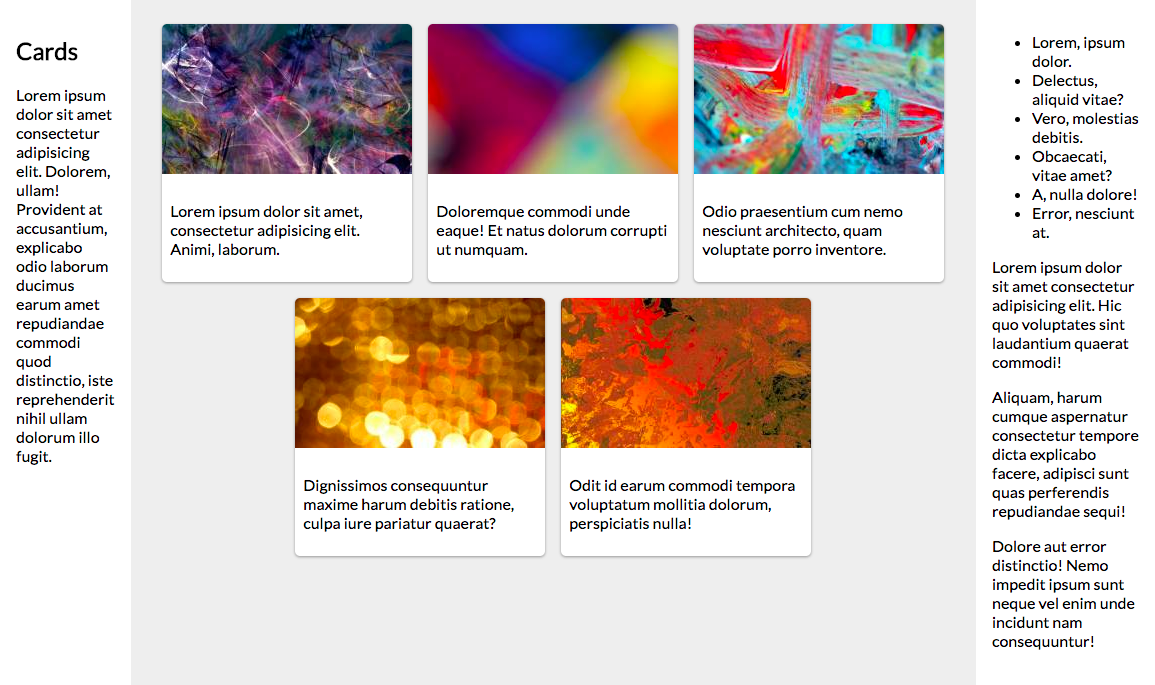 Cards
Lorem ipsum
dolor sit amet
consectetur
adipisicing
elit. Dolorem,
ullam!
Provident at
accusantium,
explicabo
odio laborum
ducimus
earum amet
repudiandae
commodi
quod
distinctio, iste
reprehenderit
nihil ullam
dolorum illo
fugit.
Lorem ipsum dolor sit amet,
consectetur adipisicing elit.
Animi, laborum.
Doloremque commodi unde
eaque! Et natus dolorum corrupti
ut numquam.
Odio praesentium cum nemo
nesciunt architecto, quam
voluptate porro inventore.
Dignissimos consequuntur
maxime harum debitis ratione,
culpa iure pariatur quaerat?
Odit id earum commodi tempora
voluptatum mollitia dolorum,
perspiciatis nulla!
• Lorem, ipsum
dolor.
• Delectus,
aliquid vitae?
• Vero, molestias
debitis.
• Obcaecati,
vitae amet?
• A, nulla dolore!
• Error, nesciunt
at.
Lorem ipsum dolor
sit amet consectetur
adipisicing elit. Hic
quo voluptates sint
laudantium quaerat
commodi!
Aliquam, harum
cumque aspernatur
consectetur tempore
dicta explicabo
facere, adipisci sunt
quas perferendis
repudiandae sequi!
Dolore aut error
distinctio! Nemo
impedit ipsum sunt
neque vel enim unde
incidunt nam
consequuntur!